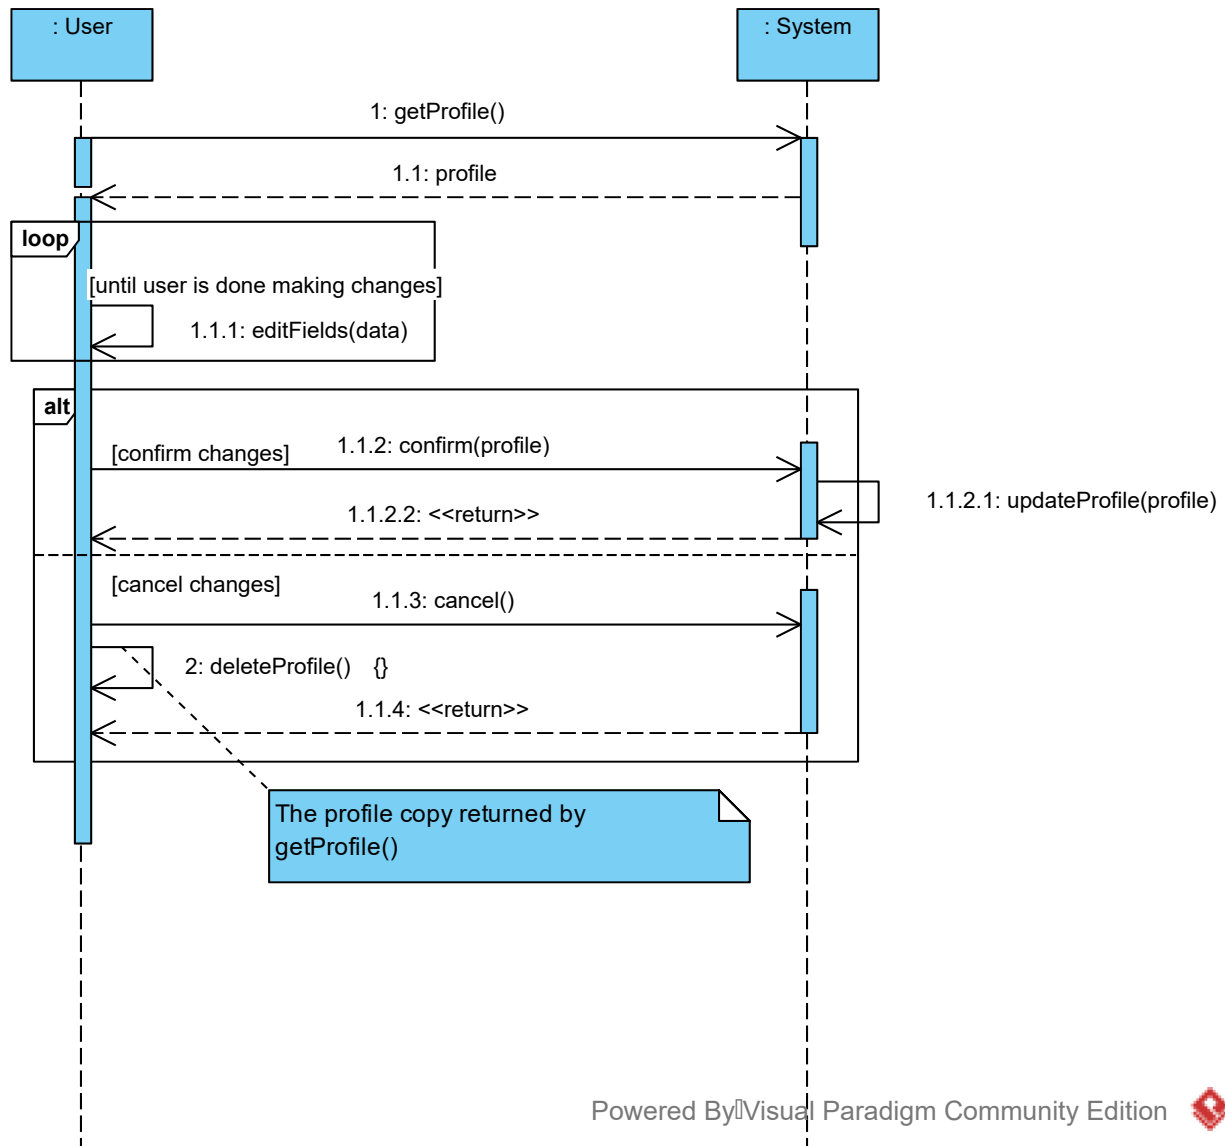 : User
: System
1: getProfile()
1.1: profile
loop
[until user is done making changes]
1.1.1: editFields(data)
alt
[confirm changes]
1.1.2: confirm(profile)
1.1.2.1: updateProfile(profile)
1.1.2.2: <<return>>
[cancel changes]
1.1.3: cancel()
2: deleteProfile() {}
1.1.4: <<return>>
The profile copy returned by
getProfile()
Powered By Visual Paradigm Community Edition